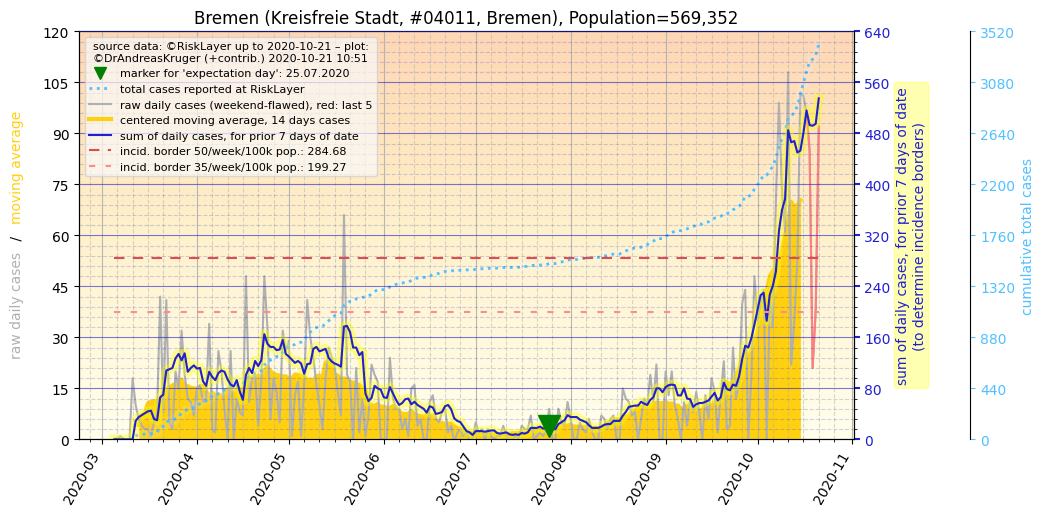 Bremen (Kreisfreie Stadt, #04011, Bremen), Population=569,352
source data: ©RiskLayer up to 2020-10-21 – plot:
©DrAndreasKruger (+contrib.) 2020-10-21 10:51
marker for 'expectation day': 25.07.2020
total cases reported at RiskLayer
raw daily cases (weekend-flawed), red: last 5
centered moving average, 14 days cases
sum of daily cases, for prior 7 days of date
incid. border 50/week/100k pop.: 284.68
incid. border 35/week/100k pop.: 199.27
raw daily cases / moving average
120
105
90
75
60
45
30
15
0
2020-03
2020-04
2020-05
2020-06
2020-07
2020-08
2020-09
2020-10
2020-11
640
560
480
400
320
240
160
80
0
sum of daily cases, for prior 7 days of date
(to determine incidence borders)
3520
3080
2640
2200
1760
1320
880
440
0
cumulative total cases